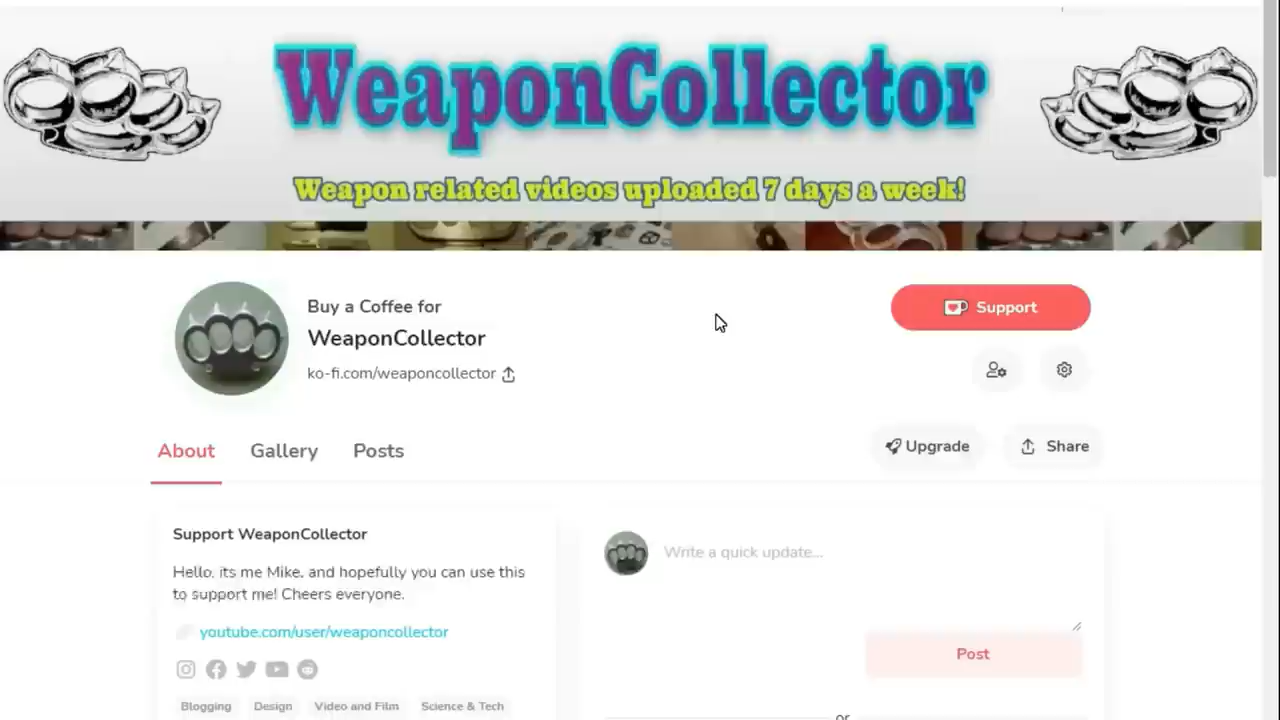 WeaponCollector
Weapon related videos uploaded 7 days a week!
Buy a Coffee for
WeaponCollector
ko-fi.com/weaponcollector
Support
About
Gallery
Posts
Upgrade
Share
Support WeaponCollector
Hello, its me Mike, and hopefully you can use this
to support me! Cheers everyone.
youtube.com/user/weaponcollector
Blogging
Design
Video and Film
Science & Tech
Write a quick update...
Post
or